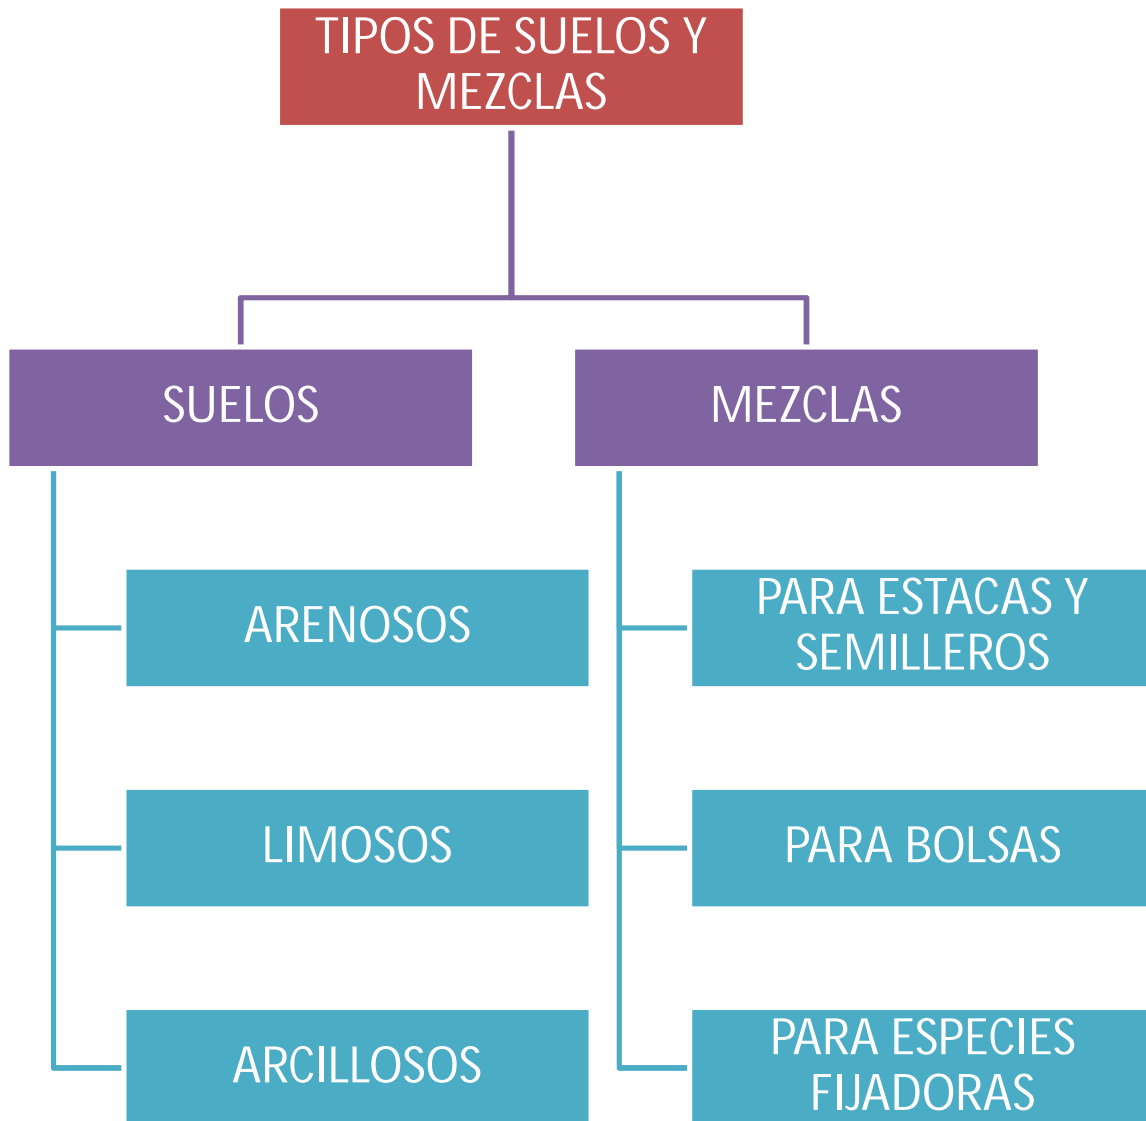 TIPOS DE SUELOS Y
MEZCLAS
SUELOS
MEZCLAS
ARENOSOS
LIMOSOS
ARCILLOSOS
PARA ESTACAS Y
SEMILLEROS
PARA BOLSAS
PARA ESPECIES
FIJADORAS